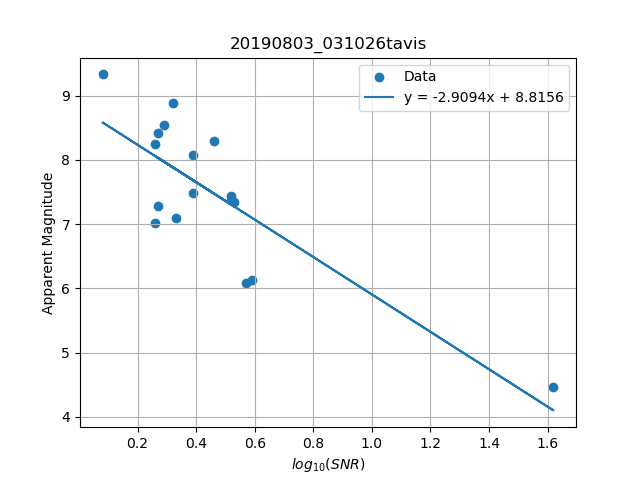 20190803_031026tavis
Data
y = -2.9094x + 8.8156
Apparent Magnitude
9
8
7
6
5
4
0.2 0.4 0.6 0.8 1.0 1.2 1.4 1.6
log₁₀(SNR)